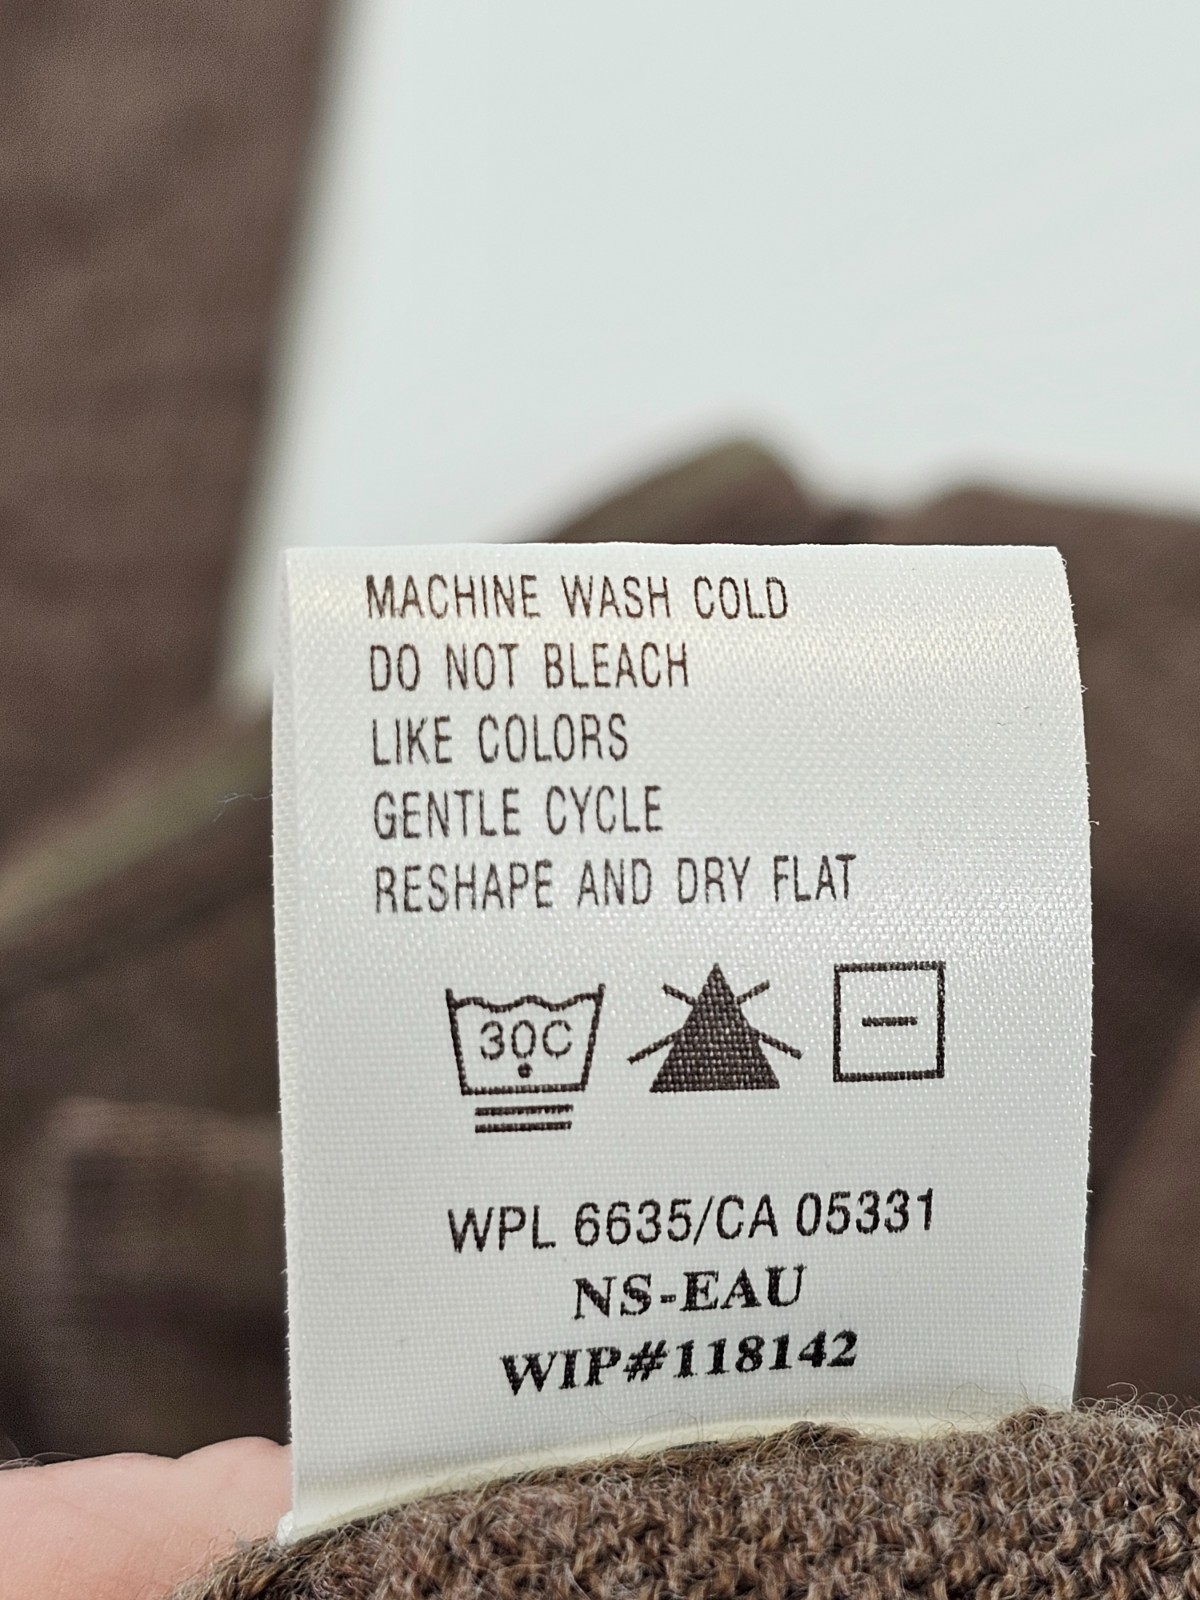 MACHINE WASH COLD
DO NOT BLEACH
LIKE COLORS
GENTLE CYCLE
RESHAPE AND DRY FLAT
30C
WPL 6635/CA 05331
NS-EAU
WIP#118142